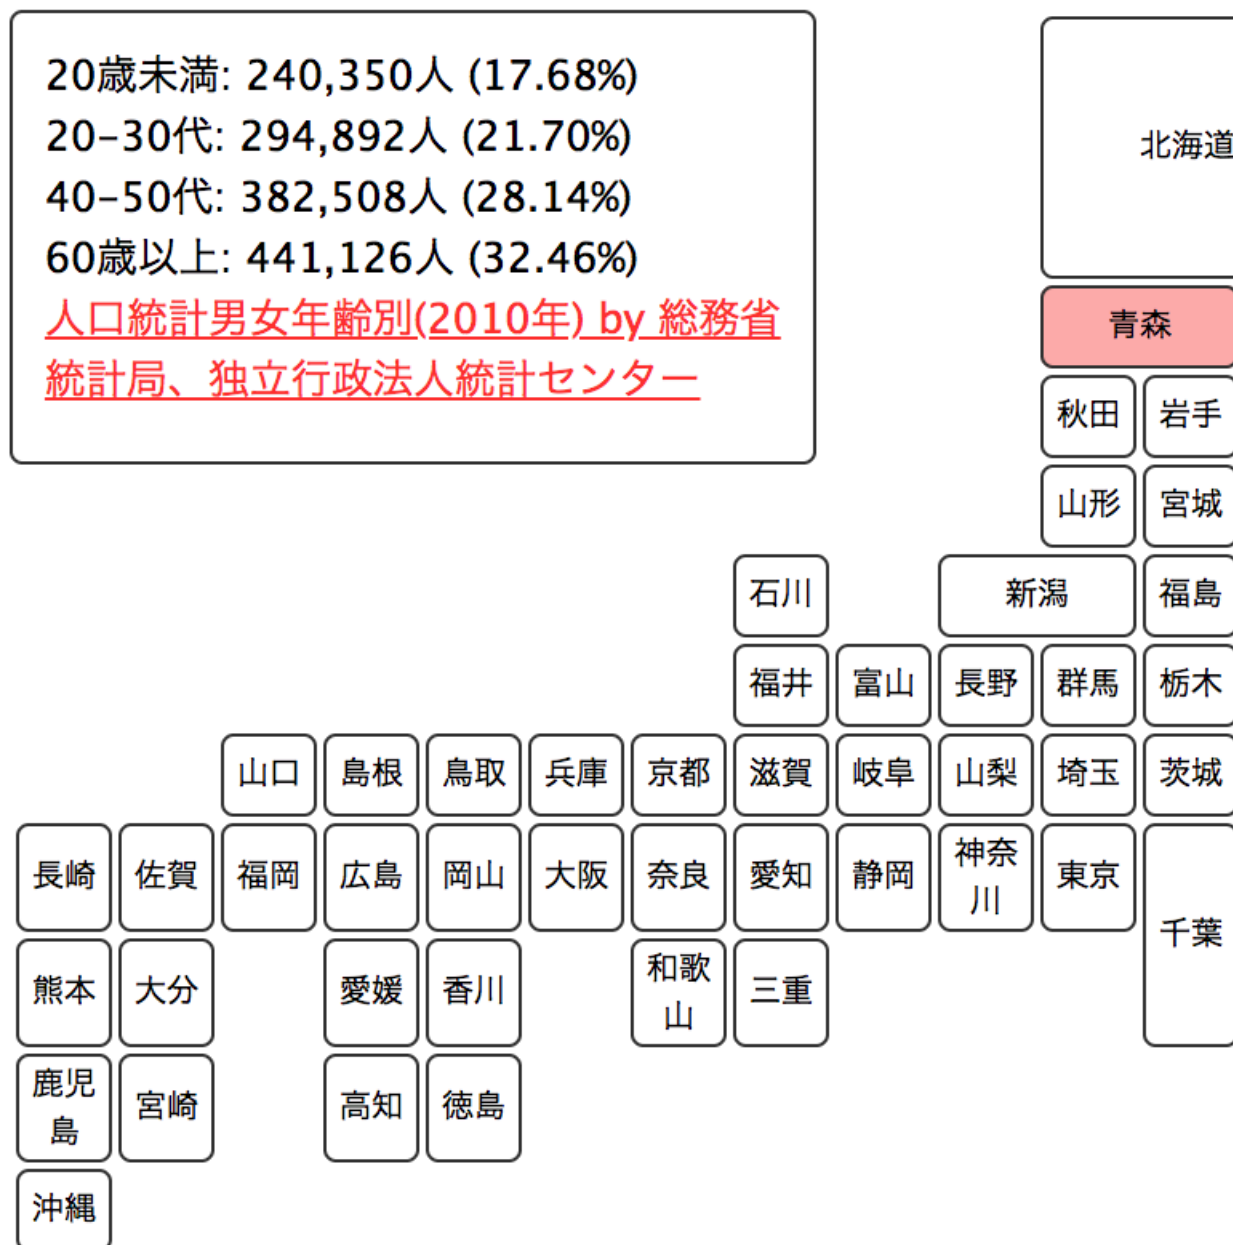 20歳未満: 240,350人 (17.68%)
20−30代: 294,892人 (21.70%)
40−50代: 382,508人 (28.14%)
60歳以上: 441,126人 (32.46%)
人口統計男女年齢別(2010年) by 総務省
統計局、独立行政法人統計センター
北海道
青森
秋田 岩手
山形 宮城
石川 新潟 福島
福井 富山 長野 群馬 栃木
山口 島根 鳥取 兵庫 京都 滋賀 岐阜 山梨 埼玉 茨城
長崎 佐賀 福岡 広島 岡山 大阪 奈良 愛知 静岡 神奈川 東京 千葉
熊本 大分 愛媛 香川 和歌山 三重
鹿児島 宮崎 高知 徳島
沖縄